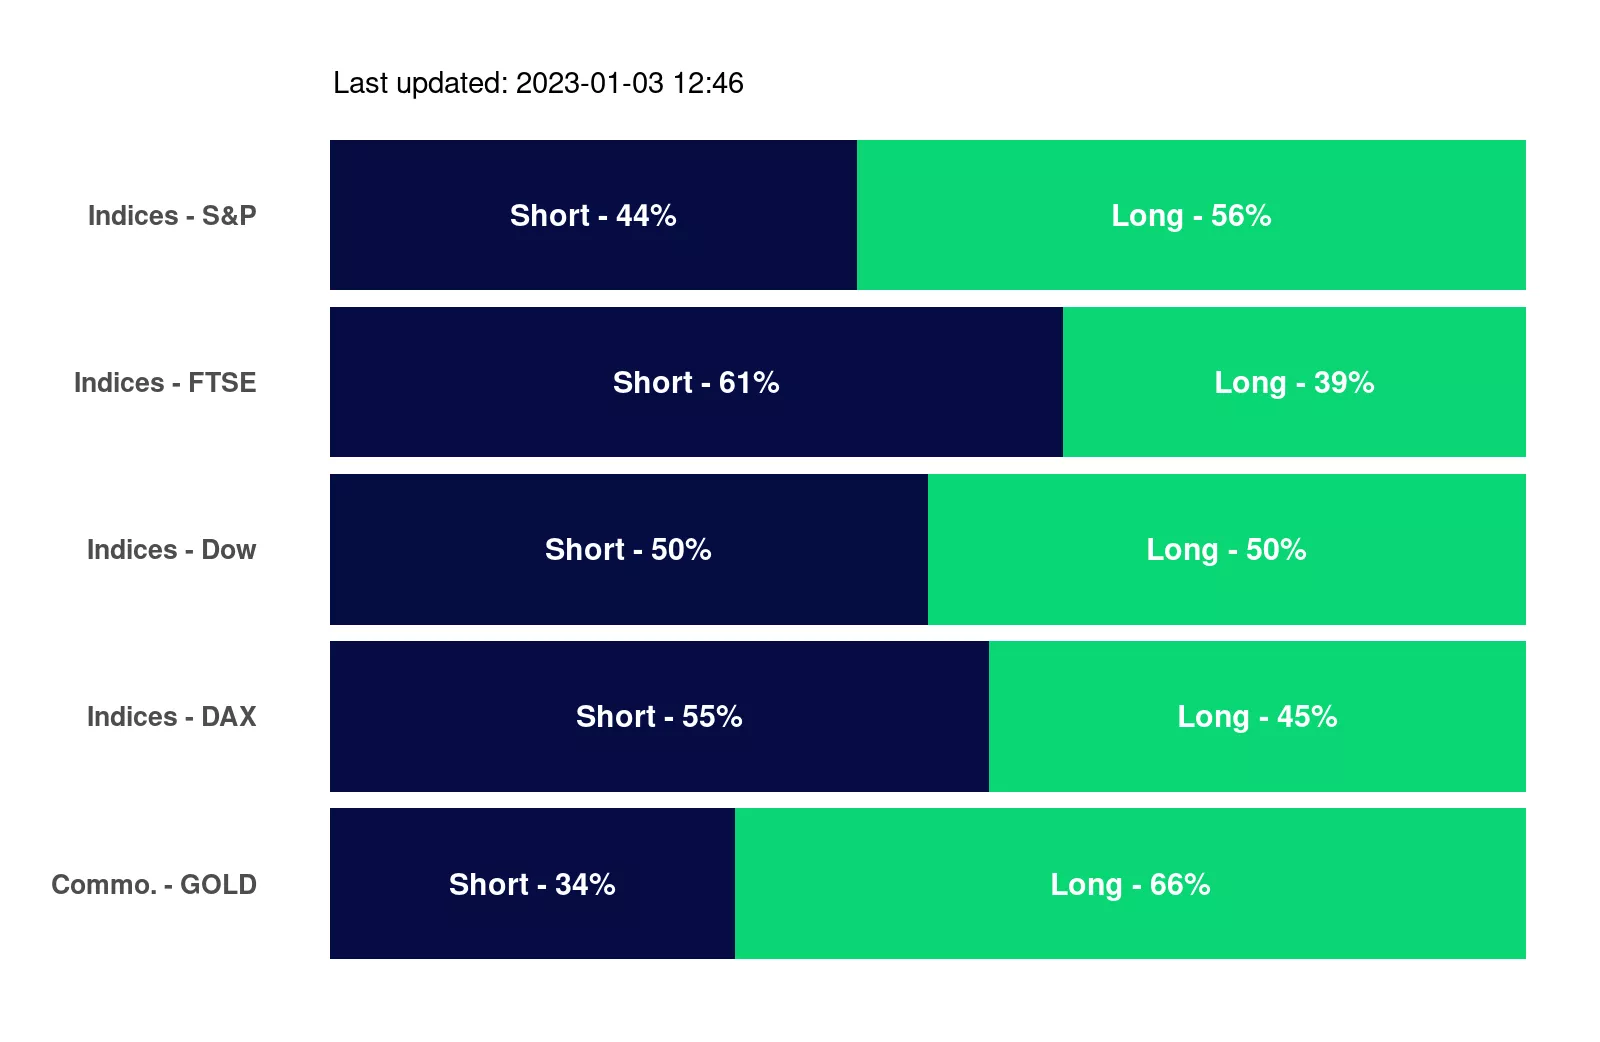 Last updated: 2023-01-03 12:46
Indices - S&P Short - 44% Long - 56%
Indices - FTSE Short - 61% Long - 39%
Indices - Dow Short - 50% Long - 50%
Indices - DAX Short - 55% Long - 45%
Commo. - GOLD Short - 34% Long - 66%